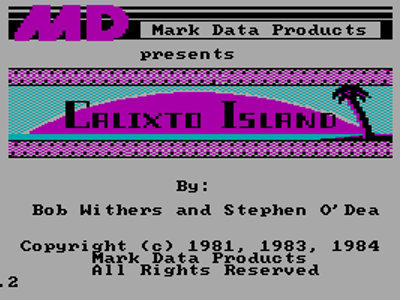 MD
Mark Data Products
presents
Calixto Island
By:
Bob Withers and Stephen O'Dea
Copyright (c) 1981, 1983, 1984
Mark Data Products
All Rights Reserved
.2